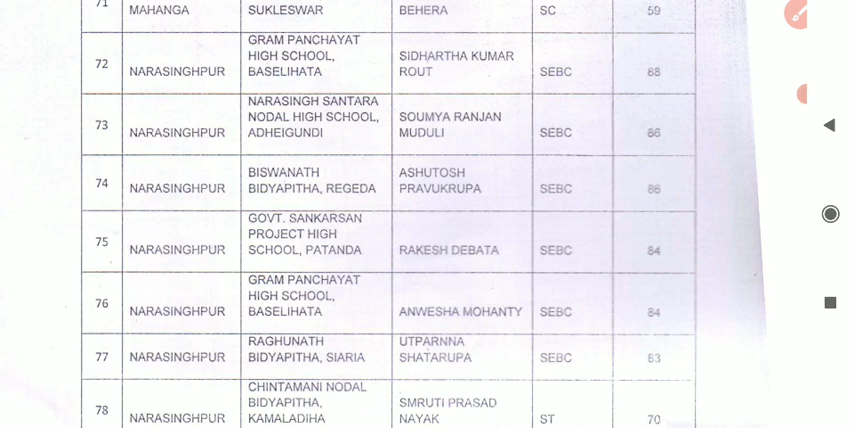 71
MAHANGA SUKLESWAR BEHERA SC 59
GRAM PANCHAYAT
72 HIGH SCHOOL, SIDHARTHA KUMAR
NARASINGHPUR BASELIHATA ROUT SEBC 88
NARASINGH SANTARA
73 NODAL HIGH SCHOOL, SOUMYA RANJAN
NARASINGHPUR ADHEIGUNDI MUDULI SEBC 86
74 BISWANATH ASHUTOSH
NARASINGHPUR BIDYAPITHA, REGEDA PRAVUKRUPA SEBC 86
GOVT. SANKARSAN
75 PROJECT HIGH
NARASINGHPUR SCHOOL, PATANDA RAKESH DEBATA SEBC 84
GRAM PANCHAYAT
76 HIGH SCHOOL,
NARASINGHPUR BASELIHATA ANWESHA MOHANTY SEBC 84
RAGHUNATH UTPARNNA
77 NARASINGHPUR BIDYAPITHA, SIARIA SHATARUPA SEBC 83
CHINTAMANI NODAL
78 BIDYAPITHA, SMRUTI PRASAD
NARASINGHPUR KAMALADIHA NAYAK ST 70